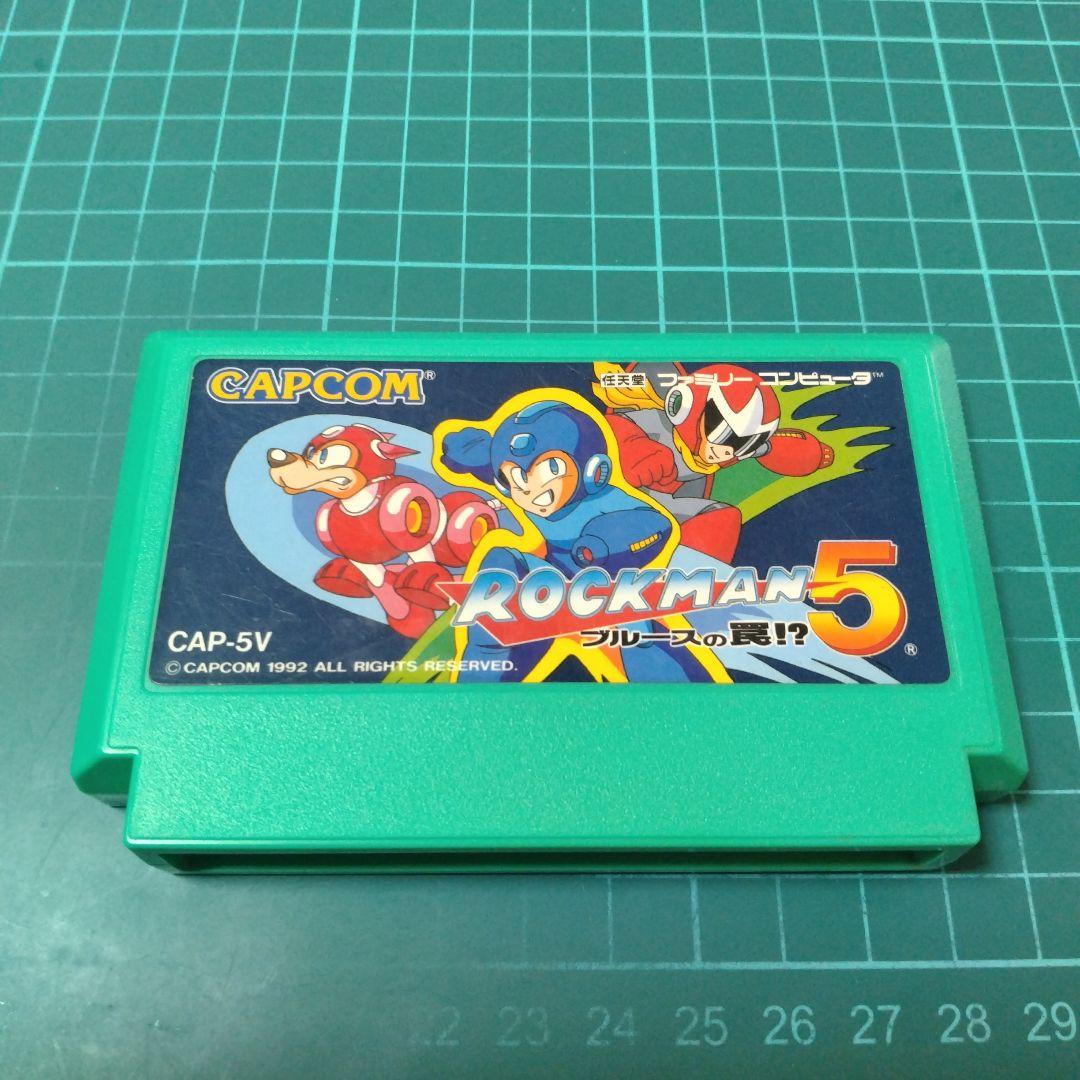 CAPCOM®
任天堂 ファミリー コンピュータ™
ROCKMAN 5
ブルースの罠!?
®
CAP-5V
© CAPCOM 1992 ALL RIGHTS RESERVED.
22 23 24 25 26 27 28 29